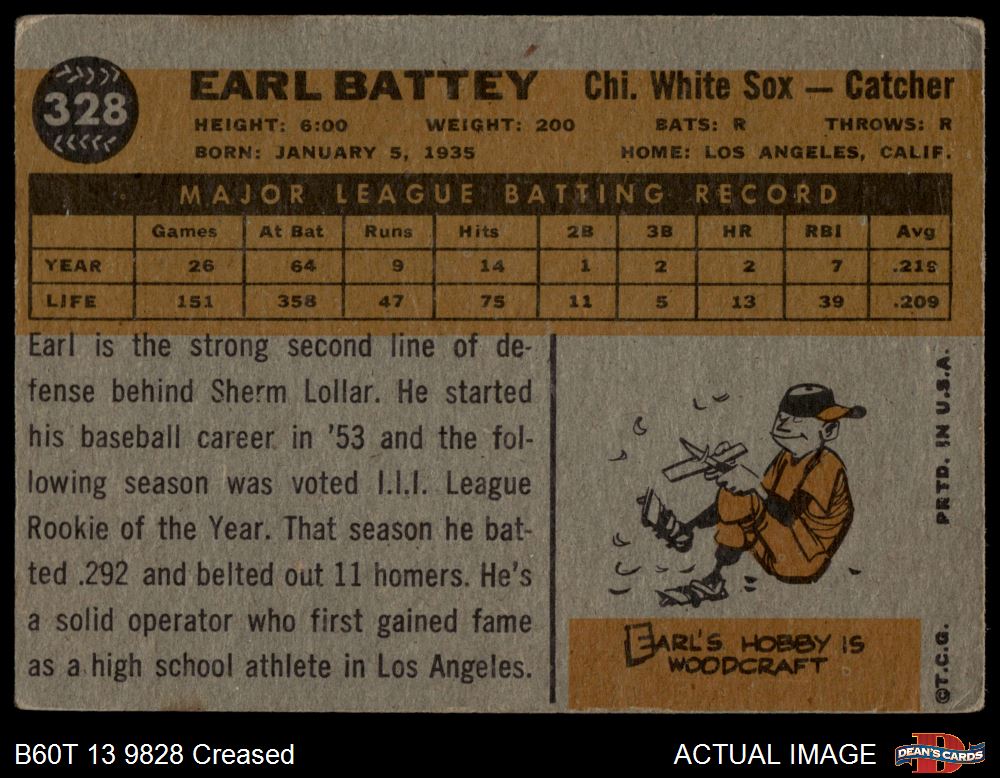 328
EARL BATTEY Chi. White Sox — Catcher
HEIGHT: 6:00 WEIGHT: 200 BATS: R THROWS: R
BORN: JANUARY 5, 1935 HOME: LOS ANGELES, CALIF.
MAJOR LEAGUE BATTING RECORD
Games At Bat Runs Hits 2B 3B HR RBI Avg
YEAR 26 64 9 14 1 2 2 7 .219
LIFE 151 358 47 75 11 5 13 39 .209
Earl is the strong second line of de-
fense behind Sherm Lollar. He started
his baseball career in '53 and the fol-
lowing season was voted I.I.I. League
Rookie of the Year. That season he bat-
ted .292 and belted out 11 homers. He's
a solid operator who first gained fame
as a high school athlete in Los Angeles.
EARL'S HOBBY IS
WOODCRAFT
©T.C.G. PRTD. IN U.S.A.
B60T 13 9828 Creased
ACTUAL IMAGE
DEAN'S CARDS